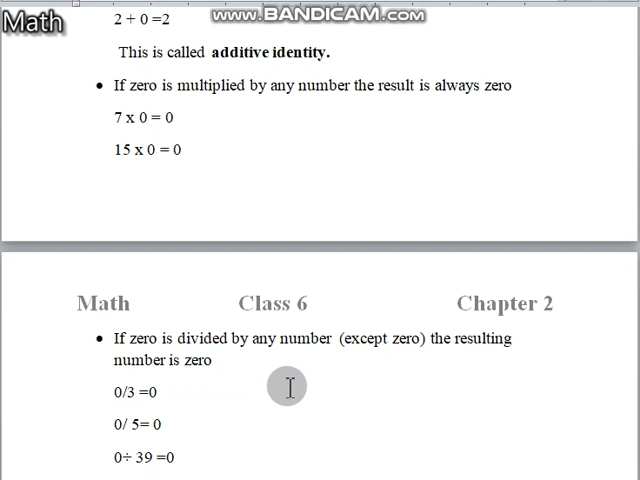 Math
www.BANDICAM.com
2 + 0 =2
This is called additive identity.
• If zero is multiplied by any number the result is always zero
7 x 0 = 0
15 x 0 = 0
Math Class 6 Chapter 2
• If zero is divided by any number (except zero) the resulting
number is zero
0/3 =0
0/ 5= 0
0÷ 39 =0